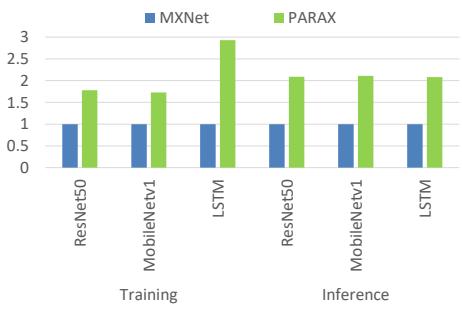 MXNet PARAX
3
2.5
2
1.5
1
0.5
0
ResNet50 MobileNetv1 LSTM ResNet50 MobileNetv1 LSTM
Training Inference